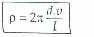 ρ = 2π d.υ / I